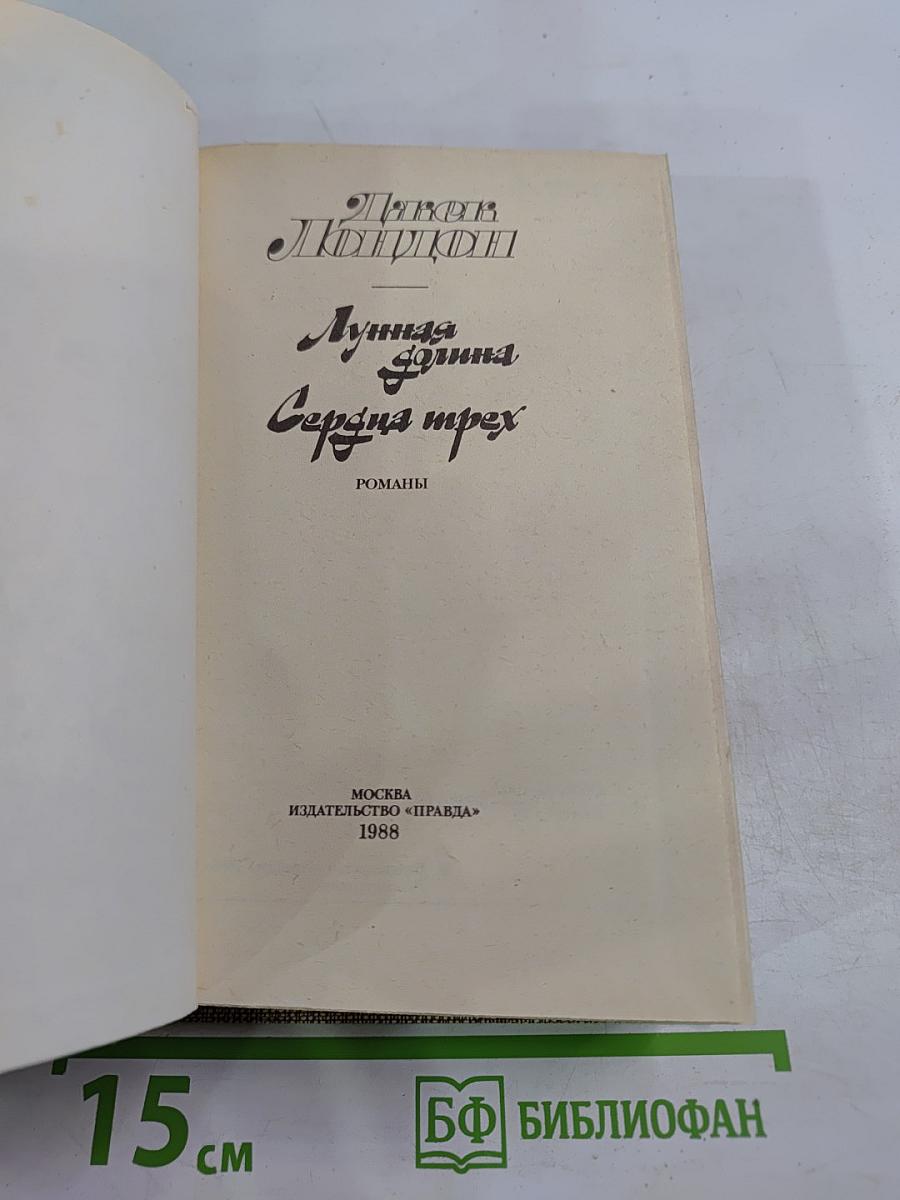 Джек
Лондон
Лунная
долина
Сердца трех
РОМАНЫ
МОСКВА
ИЗДАТЕЛЬСТВО «ПРАВДА»
1988
15 см
БФ БИБЛИОФАН